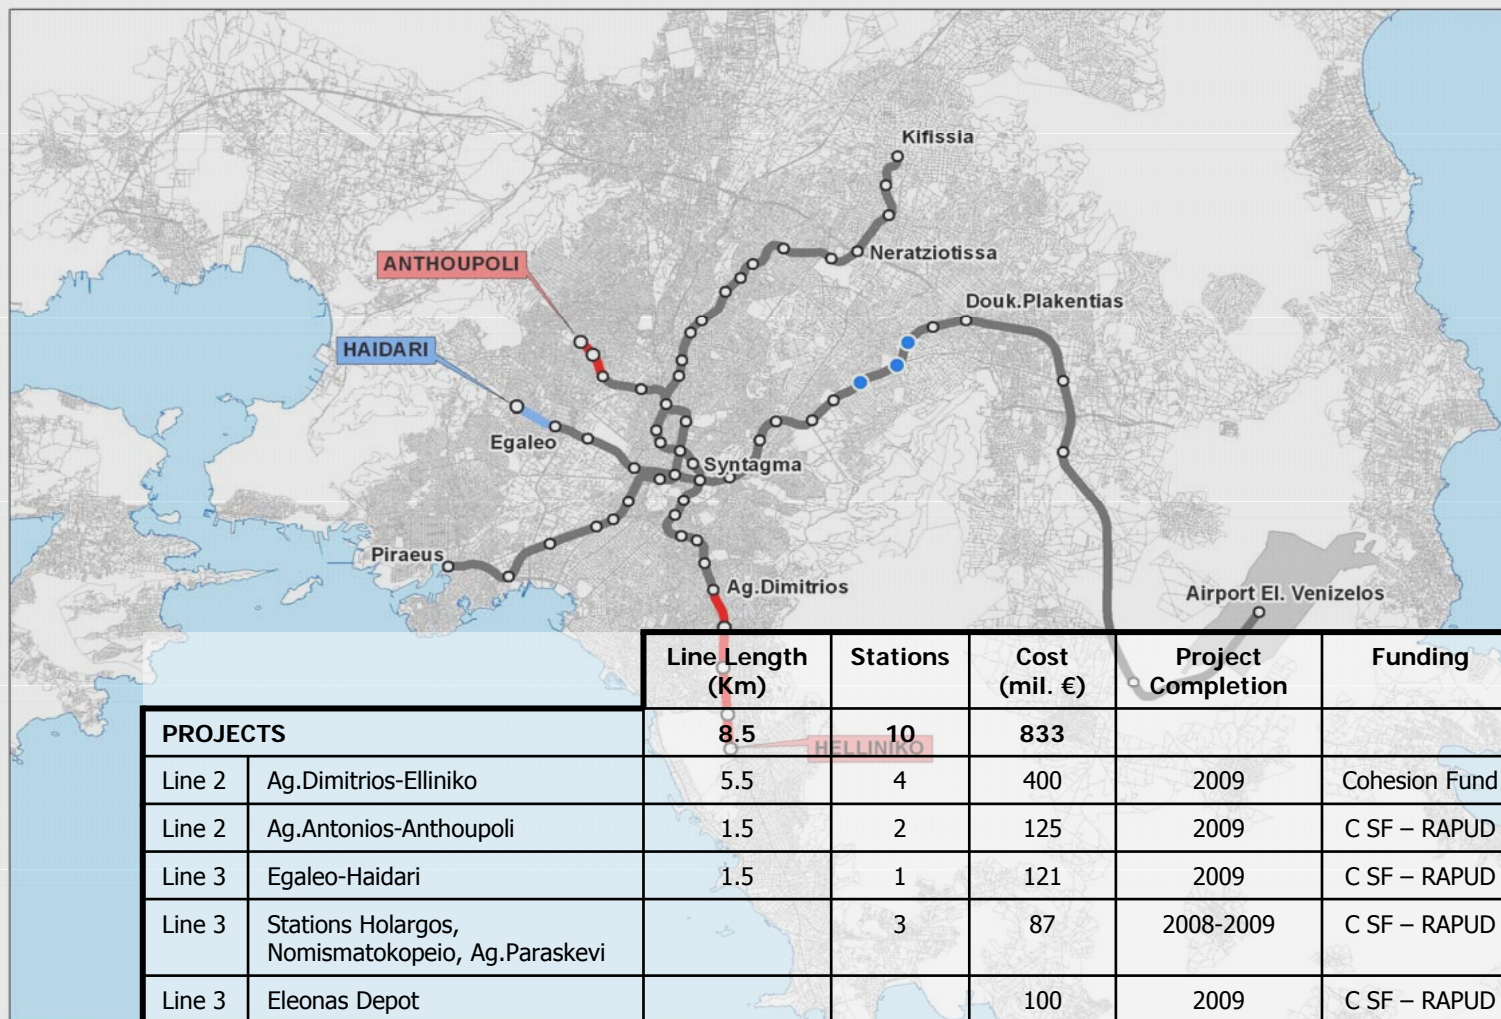 Kifissia
Neratziotissa
ANTHOUPOLI
Douk.Plakentias
HAIDARI
Egaleo
Syntagma
Piraeus
Ag.Dimitrios
Airport El. Venizelos
HELLINIKO
Line Length (Km) Stations Cost (mil. €) Project Completion Funding
PROJECTS 8.5 10 833
Line 2 Ag.Dimitrios-Elliniko 5.5 4 400 2009 Cohesion Fund
Line 2 Ag.Antonios-Anthoupoli 1.5 2 125 2009 C SF – RAPUD
Line 3 Egaleo-Haidari 1.5 1 121 2009 C SF – RAPUD
Line 3 Stations Holargos, 3 87 2008-2009 C SF – RAPUD
Nomismatokopeio, Ag.Paraskevi
Line 3 Eleonas Depot 100 2009 C SF – RAPUD